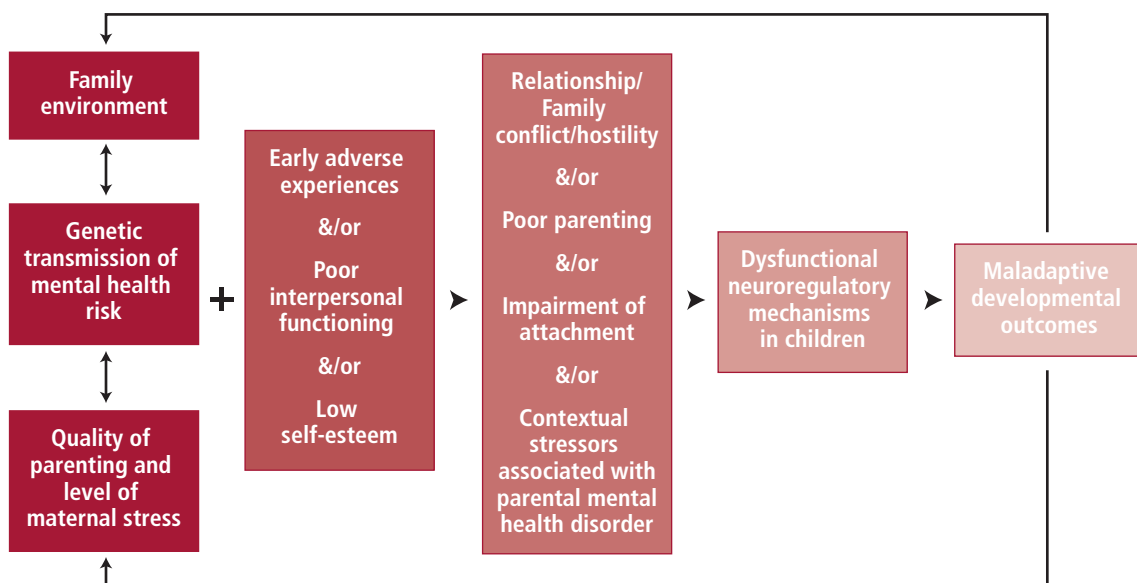 Family
environment
Genetic
transmission of
mental health
risk
Quality of
parenting and
level of
maternal stress
+
Early adverse
experiences
&/or
Poor
interpersonal
functioning
&/or
Low
self-esteem
Relationship/
Family
conflict/hostility
&/or
Poor parenting
&/or
Impairment of
attachment
&/or
Contextual
stressors
associated with
parental mental
health disorder
Dysfunctional
neuroregulatory
mechanisms
in children
Maladaptive
developmental
outcomes